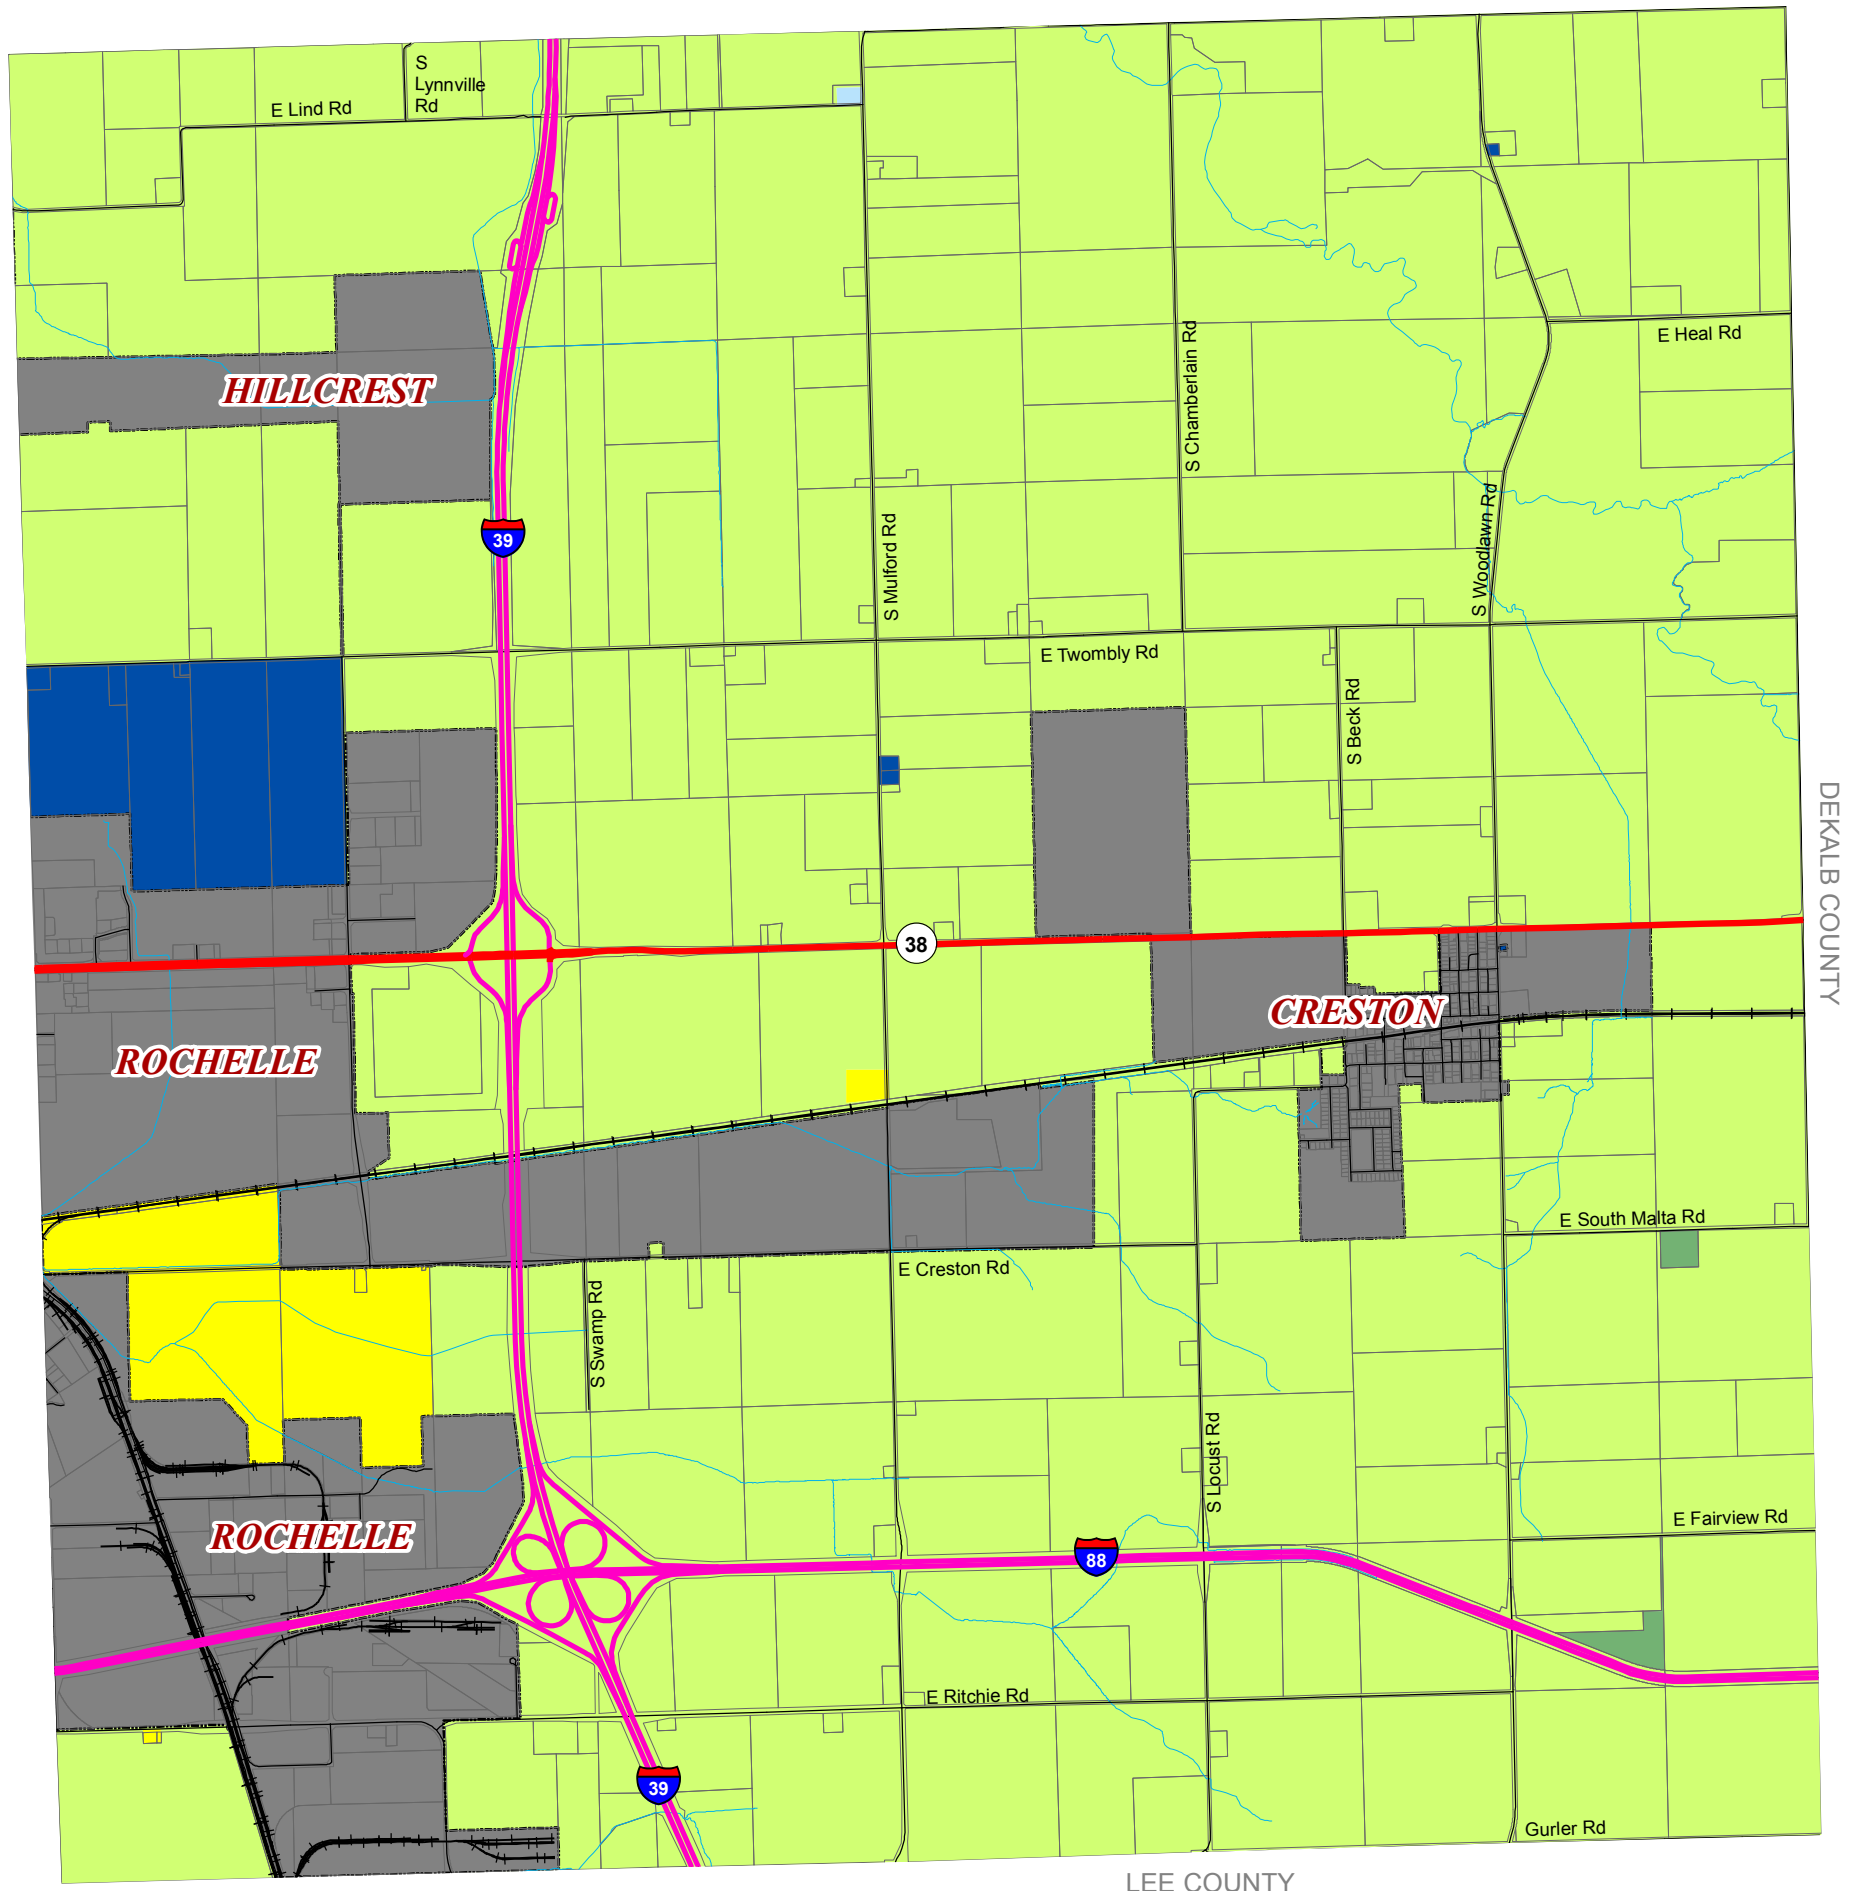 S
Lynnville
Rd
E Lind Rd
E Heal Rd
S Chamberlain Rd
HILLCREST
39
S Mulford Rd
S Woodlawn Rd
E Twombly Rd
S Beck Rd
DEKALB COUNTY
38
CRESTON
ROCHELLE
E South Malta Rd
E Creston Rd
S Swamp Rd
S Locust Rd
E Fairview Rd
ROCHELLE
88
E Ritchie Rd
39
Gurler Rd
LEE COUNTY